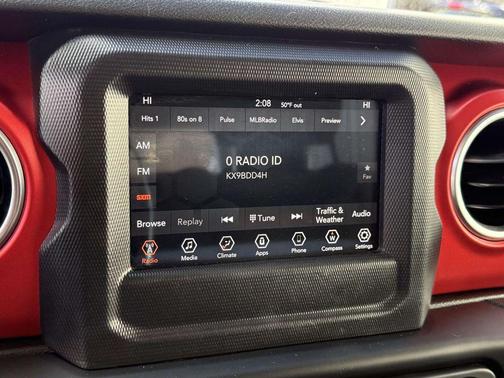 HI 2:08 50°F out HI
Hits 1 80s on 8 Pulse MLBRadio Elvis Preview
AM
FM
sxm
0 RADIO ID
KX9BDD4H
Fav
Browse Replay Tune Traffic & Weather Audio
Radio Media Climate Apps Phone Compass Settings
W